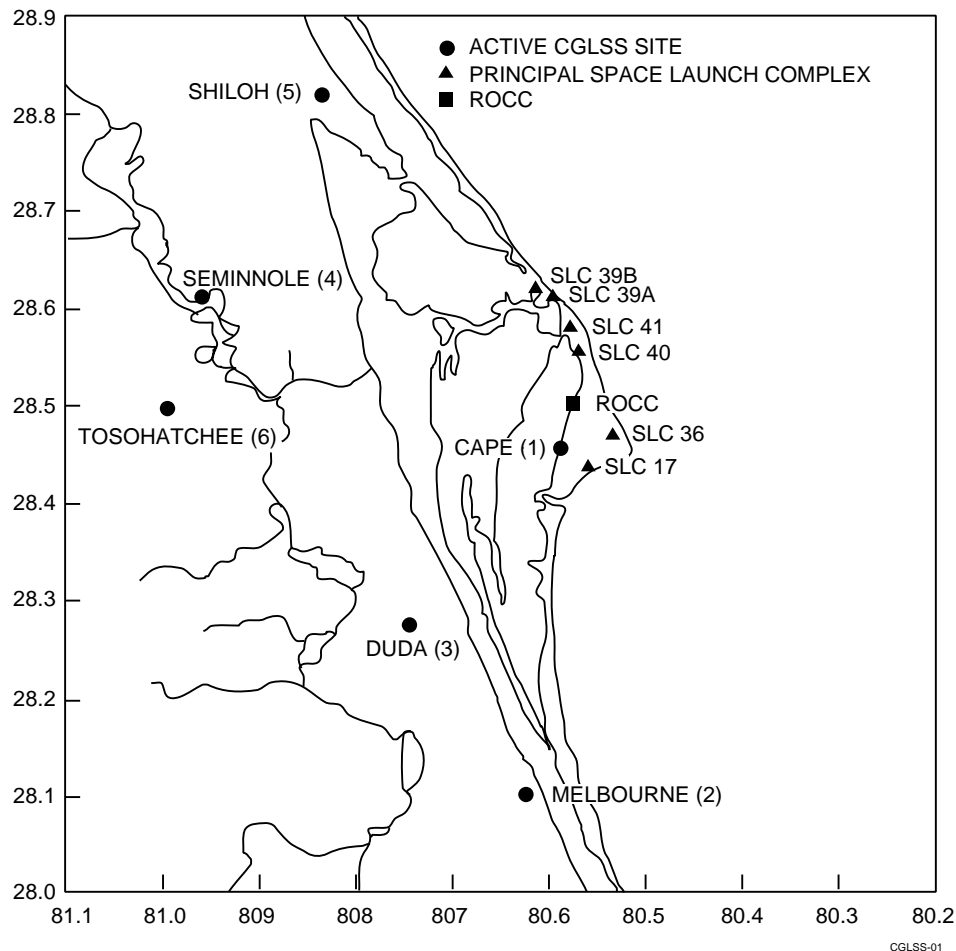 28.9
ACTIVE CGLSS SITE
PRINCIPAL SPACE LAUNCH COMPLEX
ROCC
SHILOH (5)
28.8
28.7
SEMINNOLE (4)
SLC 39B
SLC 39A
28.6
SLC 41
SLC 40
28.5
ROCC
TOSOHATCHEE (6)
CAPE (1)
SLC 36
SLC 17
28.4
28.3
DUDA (3)
28.2
28.1
MELBOURNE (2)
28.0
81.1 81.0 809 808 807 80.6 80.5 80.4 80.3 80.2
CGLSS-01